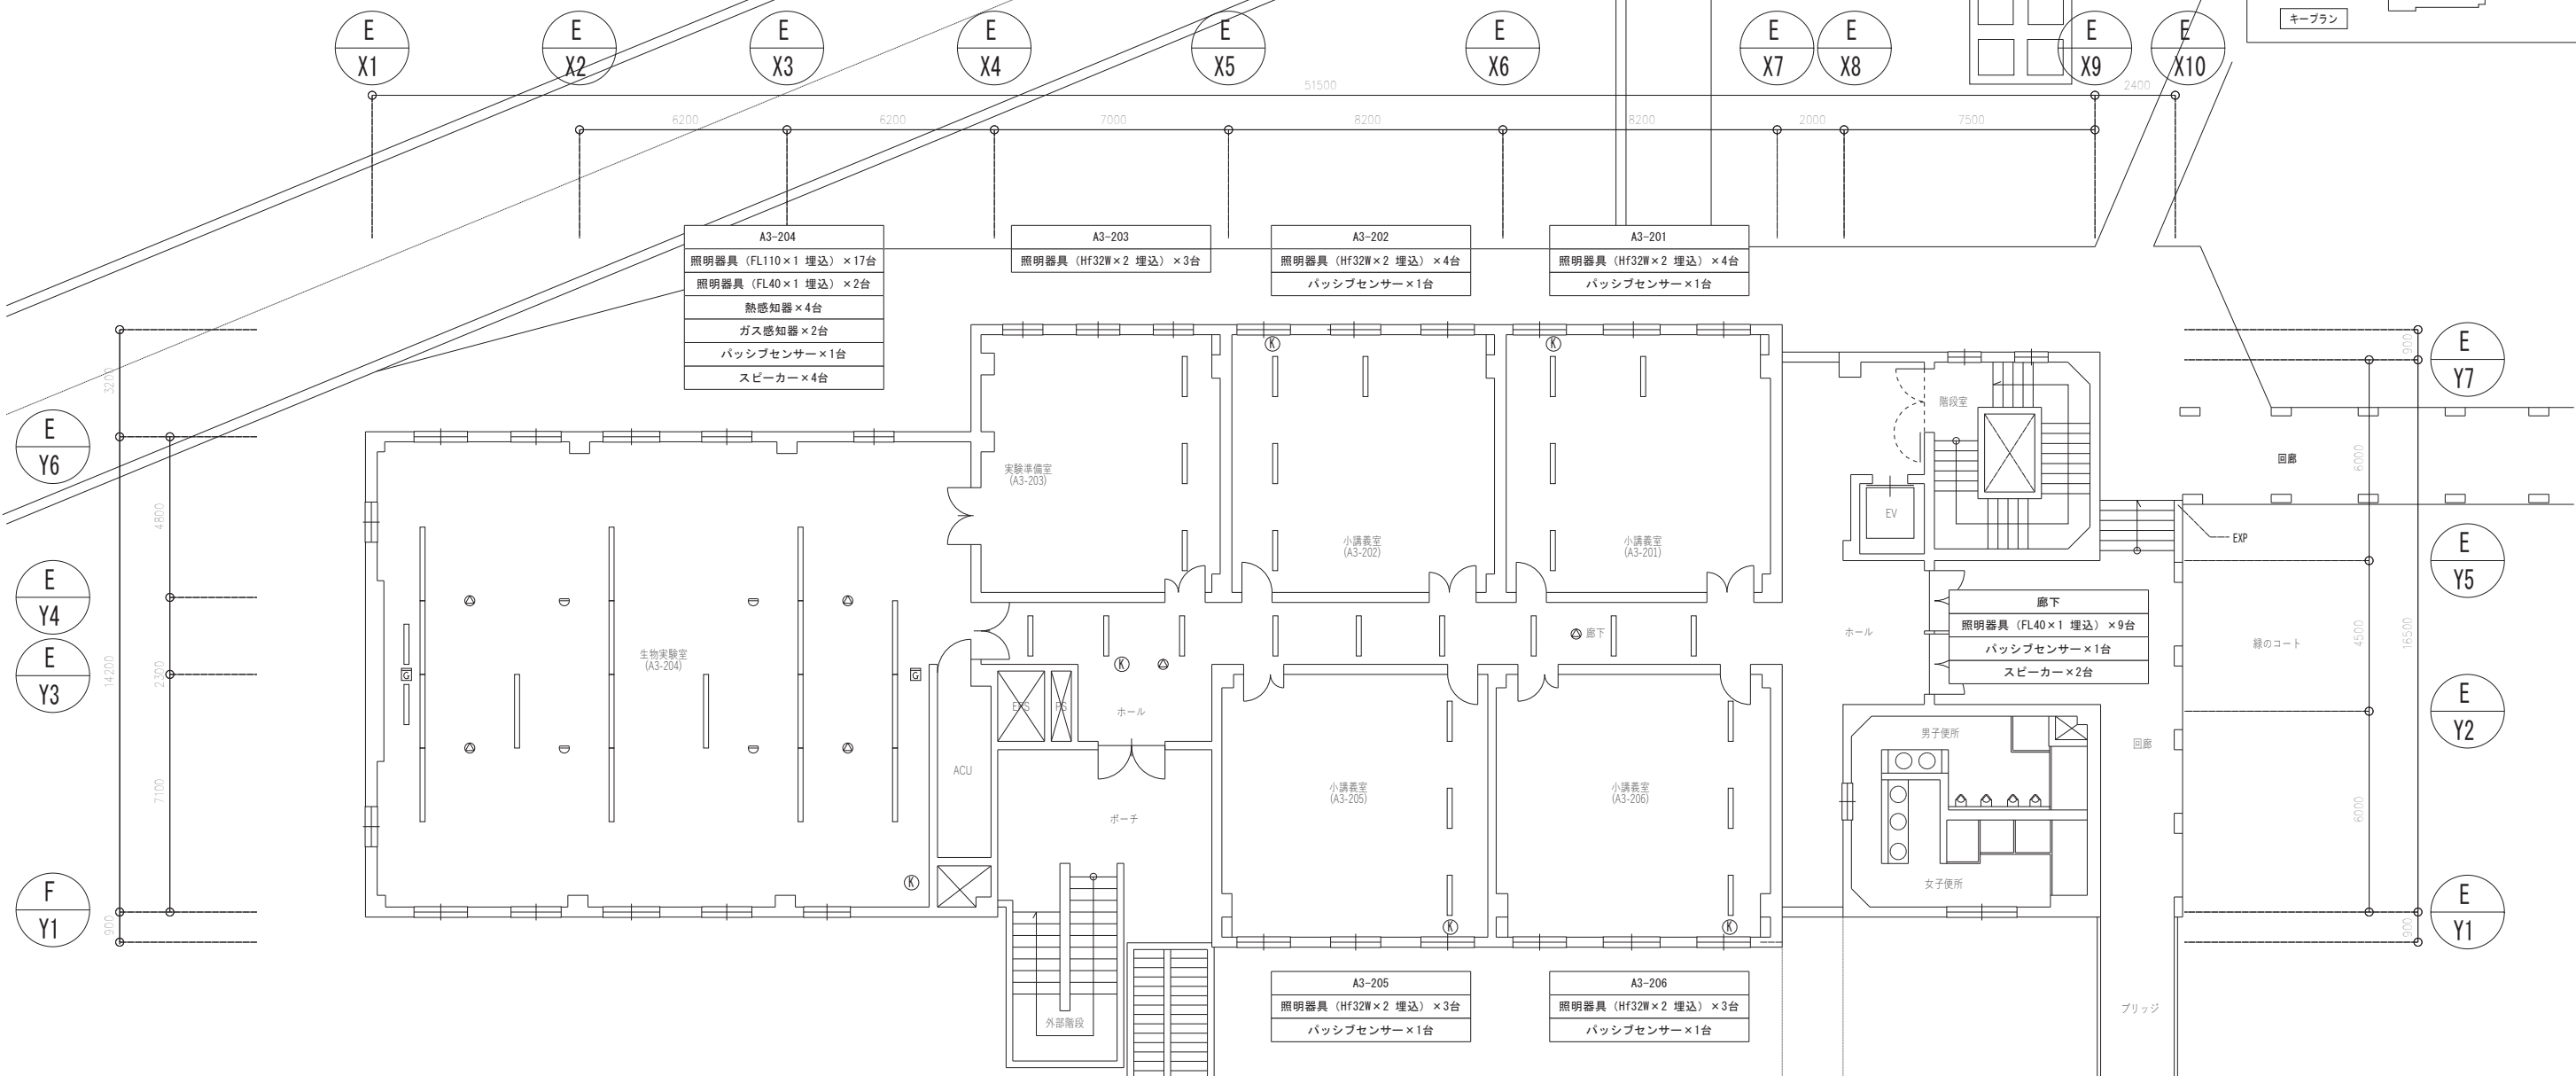 E E E E E E E E E E
X1 X2 X3 X4 X5 X6 X7 X8 X9 X10
キープラン
51500 2400
6200 6200 7000 8200 8200 2000 7500
A3-204
照明器具（FL110×1 埋込）×17台
照明器具（FL40×1 埋込）×2台
熱感知器×4台
ガス感知器×2台
パッシブセンサー×1台
スピーカー×4台
A3-203
照明器具（Hf32W×2 埋込）×3台
A3-202
照明器具（Hf32W×2 埋込）×4台
パッシブセンサー×1台
A3-201
照明器具（Hf32W×2 埋込）×4台
パッシブセンサー×1台
E
Y6
E
Y4
E
Y3
F
Y1
3200
14200
900
4800
2300
7100
K
K
実験準備室
(A3-203)
小講義室
(A3-202)
小講義室
(A3-201)
階段室
EV
回廊
EXP
生物実験室
(A3-204)
G
G
K
ACU
EPS
PS
K
ホール
廊下
ホール
廊下
照明器具（FL40×1 埋込）×9台
パッシブセンサー×1台
スピーカー×2台
緑のコート
ポーチ
小講義室
(A3-205)
小講義室
(A3-206)
K
K
男子便所
女子便所
回廊
外部階段
ブリッジ
A3-205
照明器具（Hf32W×2 埋込）×3台
パッシブセンサー×1台
A3-206
照明器具（Hf32W×2 埋込）×3台
パッシブセンサー×1台
900
6000
4500
6000
16500
900
E
Y7
E
Y5
E
Y2
E
Y1